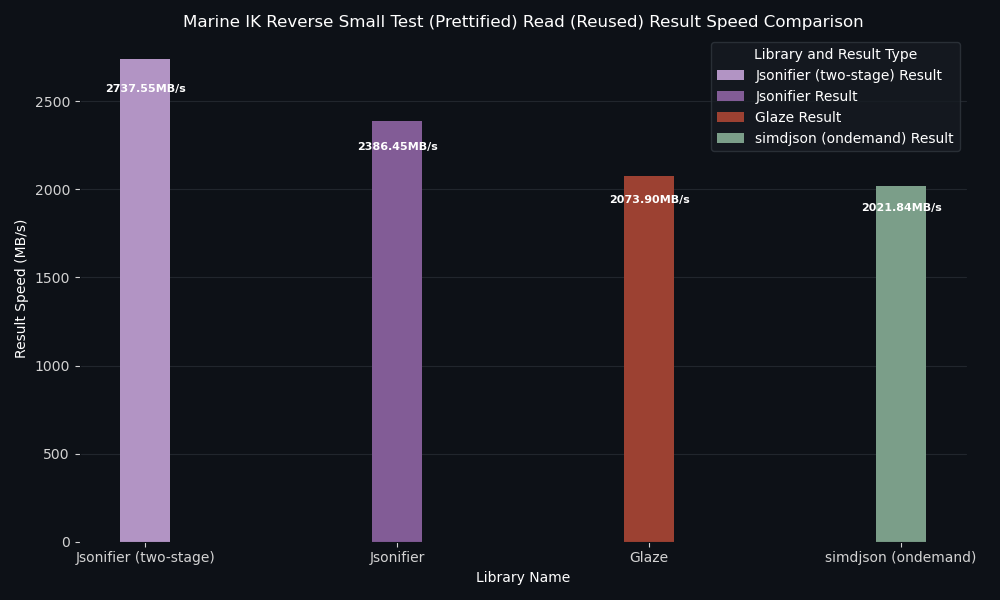 Marine IK Reverse Small Test (Prettified) Read (Reused) Result Speed Comparison
Library and Result Type
Jsonifier (two-stage) Result
Jsonifier Result
Glaze Result
simdjson (ondemand) Result
2737.55MB/s
2386.45MB/s
2073.90MB/s
2021.84MB/s
Result Speed (MB/s)
2500
2000
1500
1000
500
0
Jsonifier (two-stage)
Jsonifier
Glaze
simdjson (ondemand)
Library Name